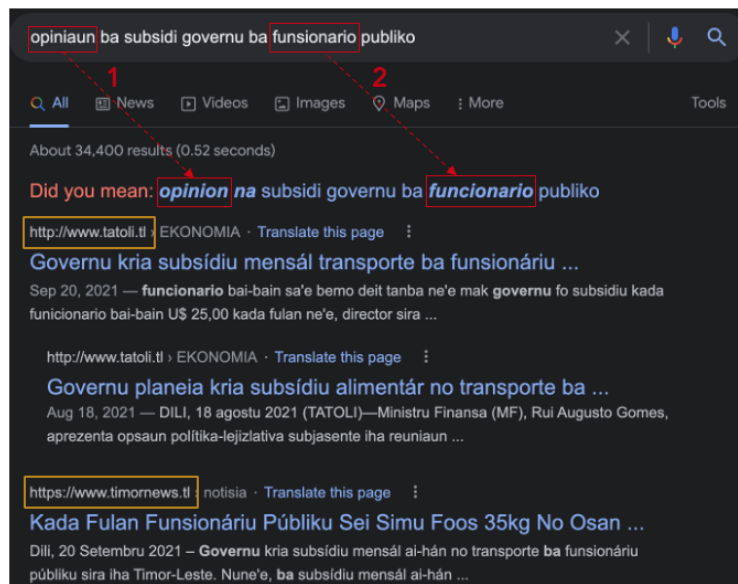 opiniaun ba subsidi governu ba funsionario publiko
1 2
All News Videos Images Maps More Tools
About 34,400 results (0.52 seconds)
Did you mean: opinion na subsidi governu ba funcionario publiko
http://www.tatoli.tl › EKONOMIA · Translate this page
Governu kria subsídiu mensál transporte ba funsionáriu ...
Sep 20, 2021 — funcionario bai-bain sa'e bemo deit tanba ne'e mak governu fo subsidiu kada
funicionario bai-bain U$ 25,00 kada fulan ne'e, director sira ...
http://www.tatoli.tl › EKONOMIA · Translate this page
Governu planeia kria subsídiu alimentár no transporte ba ...
Aug 18, 2021 — DILI, 18 agostu 2021 (TATOLI)—Ministru Finansa (MF), Rui Augusto Gomes,
aprezenta opsaun polítika-lejizlativa subjasente iha reuniaun ...
https://www.timornews.tl › notisia · Translate this page
Kada Fulan Funsionáriu Públiku Sei Simu Foos 35kg No Osan ...
Dili, 20 Setembru 2021 – Governu kria subsídiu mensál ai-hán no transporte ba funsionáriu
públiku sira iha Timor-Leste. Nune'e, ba subsídiu mensál ai-hán ...